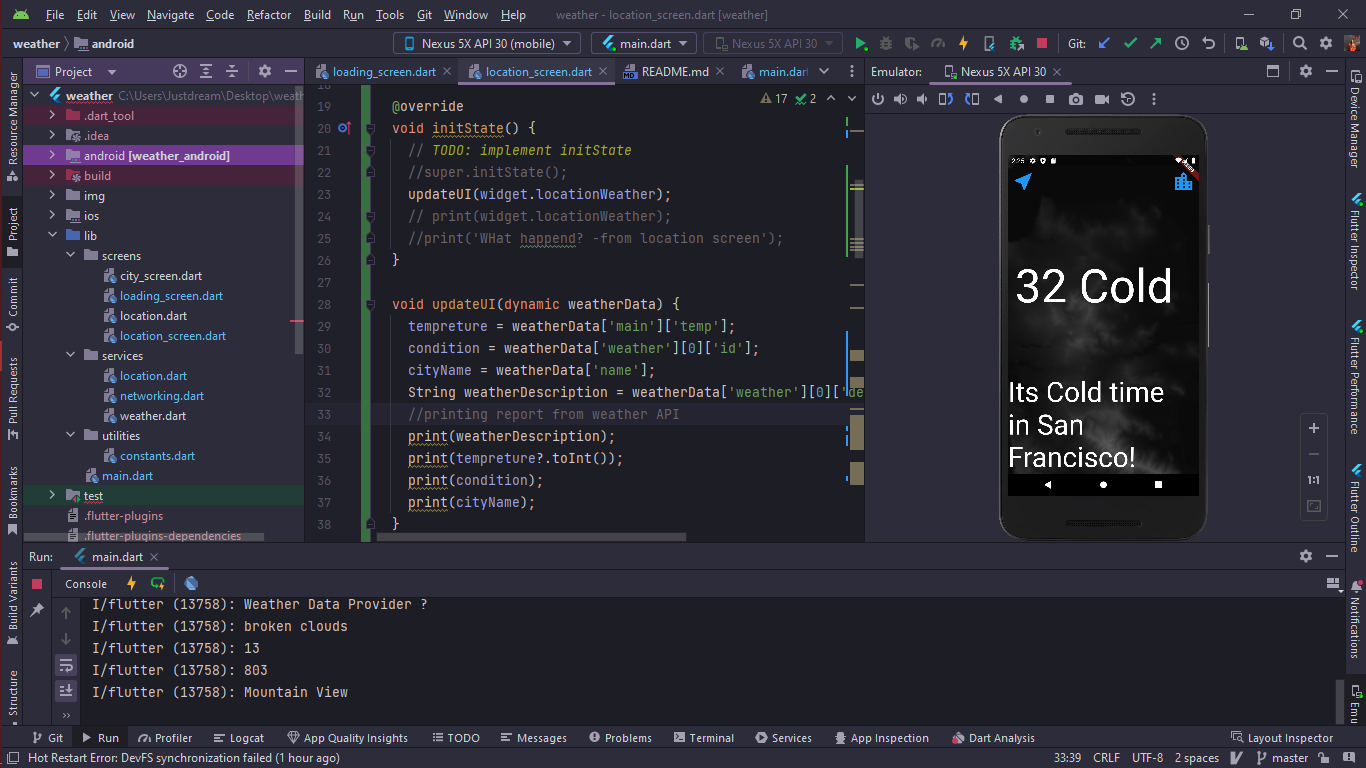 File Edit View Navigate Code Refactor Build Run Tools Git Window Help weather - location_screen.dart [weather]
weather android Nexus 5X API 30 (mobile) main.dart Nexus 5X API 30 Git:
Project loading_screen.dart location_screen.dart README.md main.dart Emulator: Nexus 5X API 30
Resource Manager
Project
Commit
Pull Requests
Bookmarks
Build Variants
Structure
weather C:\Users\Justdream\Desktop\weath
.dart_tool
.idea
android [weather_android]
build
img
ios
lib
screens
city_screen.dart
loading_screen.dart
location.dart
location_screen.dart
services
location.dart
networking.dart
weather.dart
utilities
constants.dart
main.dart
test
.flutter-plugins
.flutter-plugins-dependencies
17 2
19 @override
20 void initState() {
21 // TODO: implement initState
22 //super.initState();
23 updateUI(widget.locationWeather);
24 // print(widget.locationWeather);
25 //print('WHat happend? -from location screen');
26 }
27
28 void updateUI(dynamic weatherData) {
29 tempreture = weatherData['main']['temp'];
30 condition = weatherData['weather'][0]['id'];
31 cityName = weatherData['name'];
32 String weatherDescription = weatherData['weather'][0]['de
33 //printing report from weather API
34 print(weatherDescription);
35 print(tempreture?.toInt());
36 print(condition);
37 print(cityName);
38 }
2:25
32 Cold
Its Cold time
in San
Francisco!
1:1
Device Manager
Flutter Inspector
Flutter Performance
Flutter Outline
Notifications
Emu
Run: main.dart
Console
I/flutter (13758): Weather Data Provider ?
I/flutter (13758): broken clouds
I/flutter (13758): 13
I/flutter (13758): 803
I/flutter (13758): Mountain View
Git Run Profiler Logcat App Quality Insights TODO Messages Problems Terminal Services App Inspection Dart Analysis Layout Inspector
Hot Restart Error: DevFS synchronization failed (1 hour ago) 33:39 CRLF UTF-8 2 spaces master